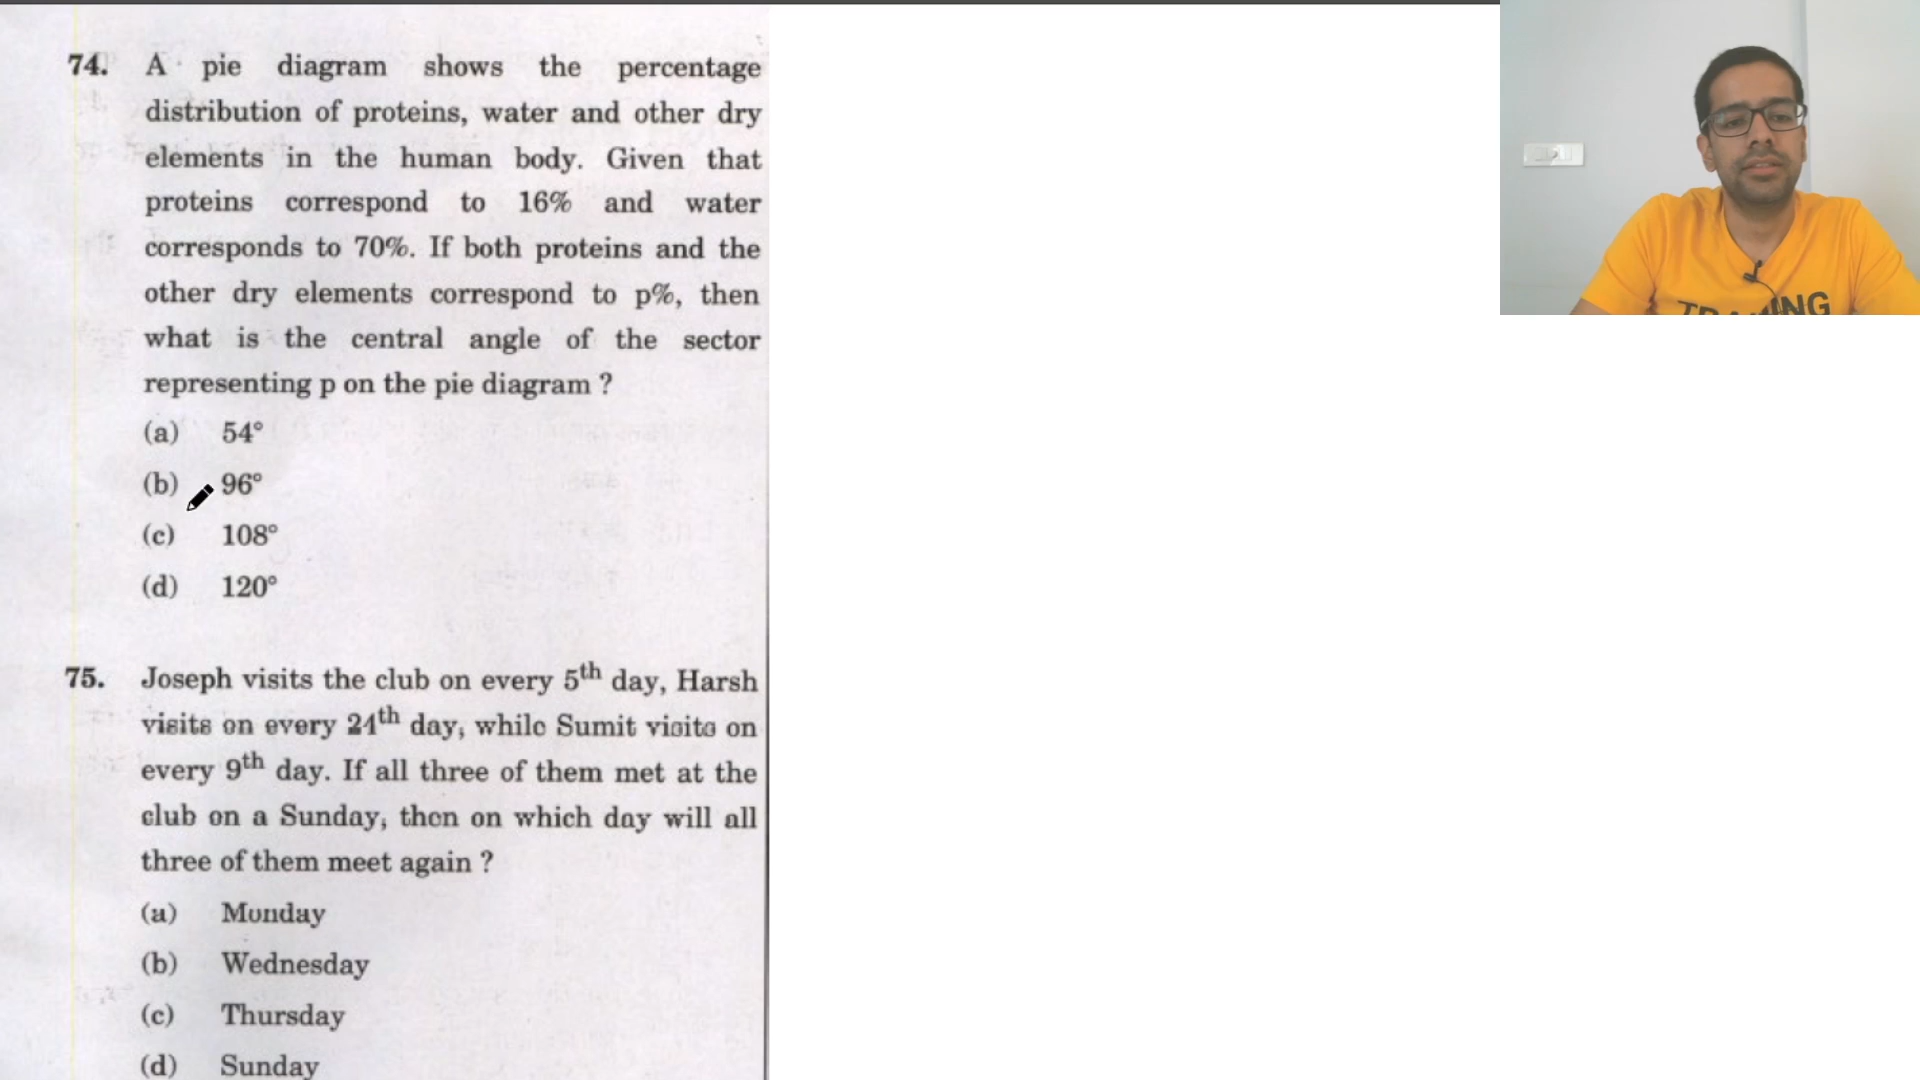 74. A pie diagram shows the percentage
distribution of proteins, water and other dry
elements in the human body. Given that
proteins correspond to 16% and water
corresponds to 70%. If both proteins and the
other dry elements correspond to p%, then
what is the central angle of the sector
representing p on the pie diagram ?
(a) 54°
(b) 96°
(c) 108°
(d) 120°
75. Joseph visits the club on every 5th day, Harsh
visits on every 24th day, while Sumit visits on
every 9th day. If all three of them met at the
club on a Sunday, then on which day will all
three of them meet again ?
(a) Monday
(b) Wednesday
(c) Thursday
(d) Sunday